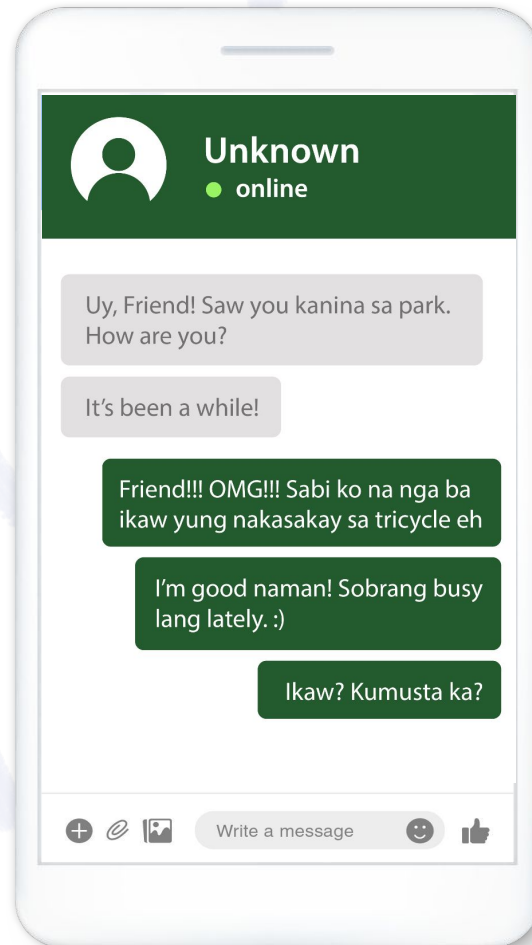 Unknown
online
Uy, Friend! Saw you kanina sa park.
How are you?
It's been a while!
Friend!!! OMG!!! Sabi ko na nga ba
ikaw yung nakasakay sa tricycle eh
I'm good naman! Sobrang busy
lang lately. :)
Ikaw? Kumusta ka?
Write a message